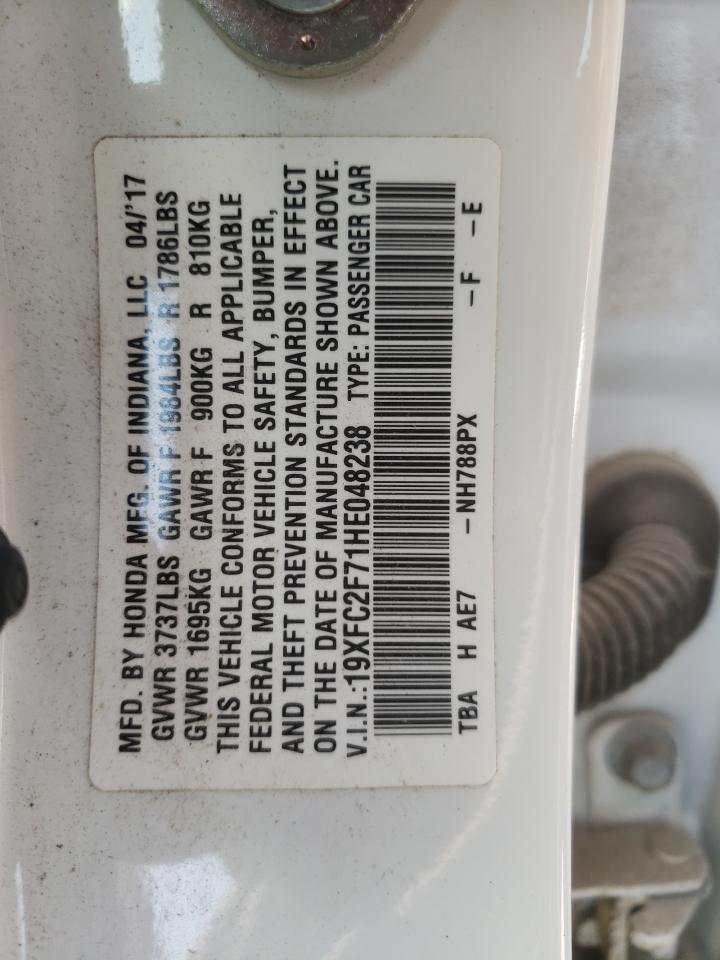 MFD. BY HONDA MFG. OF INDIANA, LLC 04/'17
GVWR 3737LBS GAWR F 1984LBS R 1786LBS
GVWR 1695KG GAWR F 900KG R 810KG
THIS VEHICLE CONFORMS TO ALL APPLICABLE
FEDERAL MOTOR VEHICLE SAFETY, BUMPER,
AND THEFT PREVENTION STANDARDS IN EFFECT
ON THE DATE OF MANUFACTURE SHOWN ABOVE.
V.I.N.:19XFC2F71HE048238 TYPE: PASSENGER CAR
TBA H AE7 -NH788PX -F -E